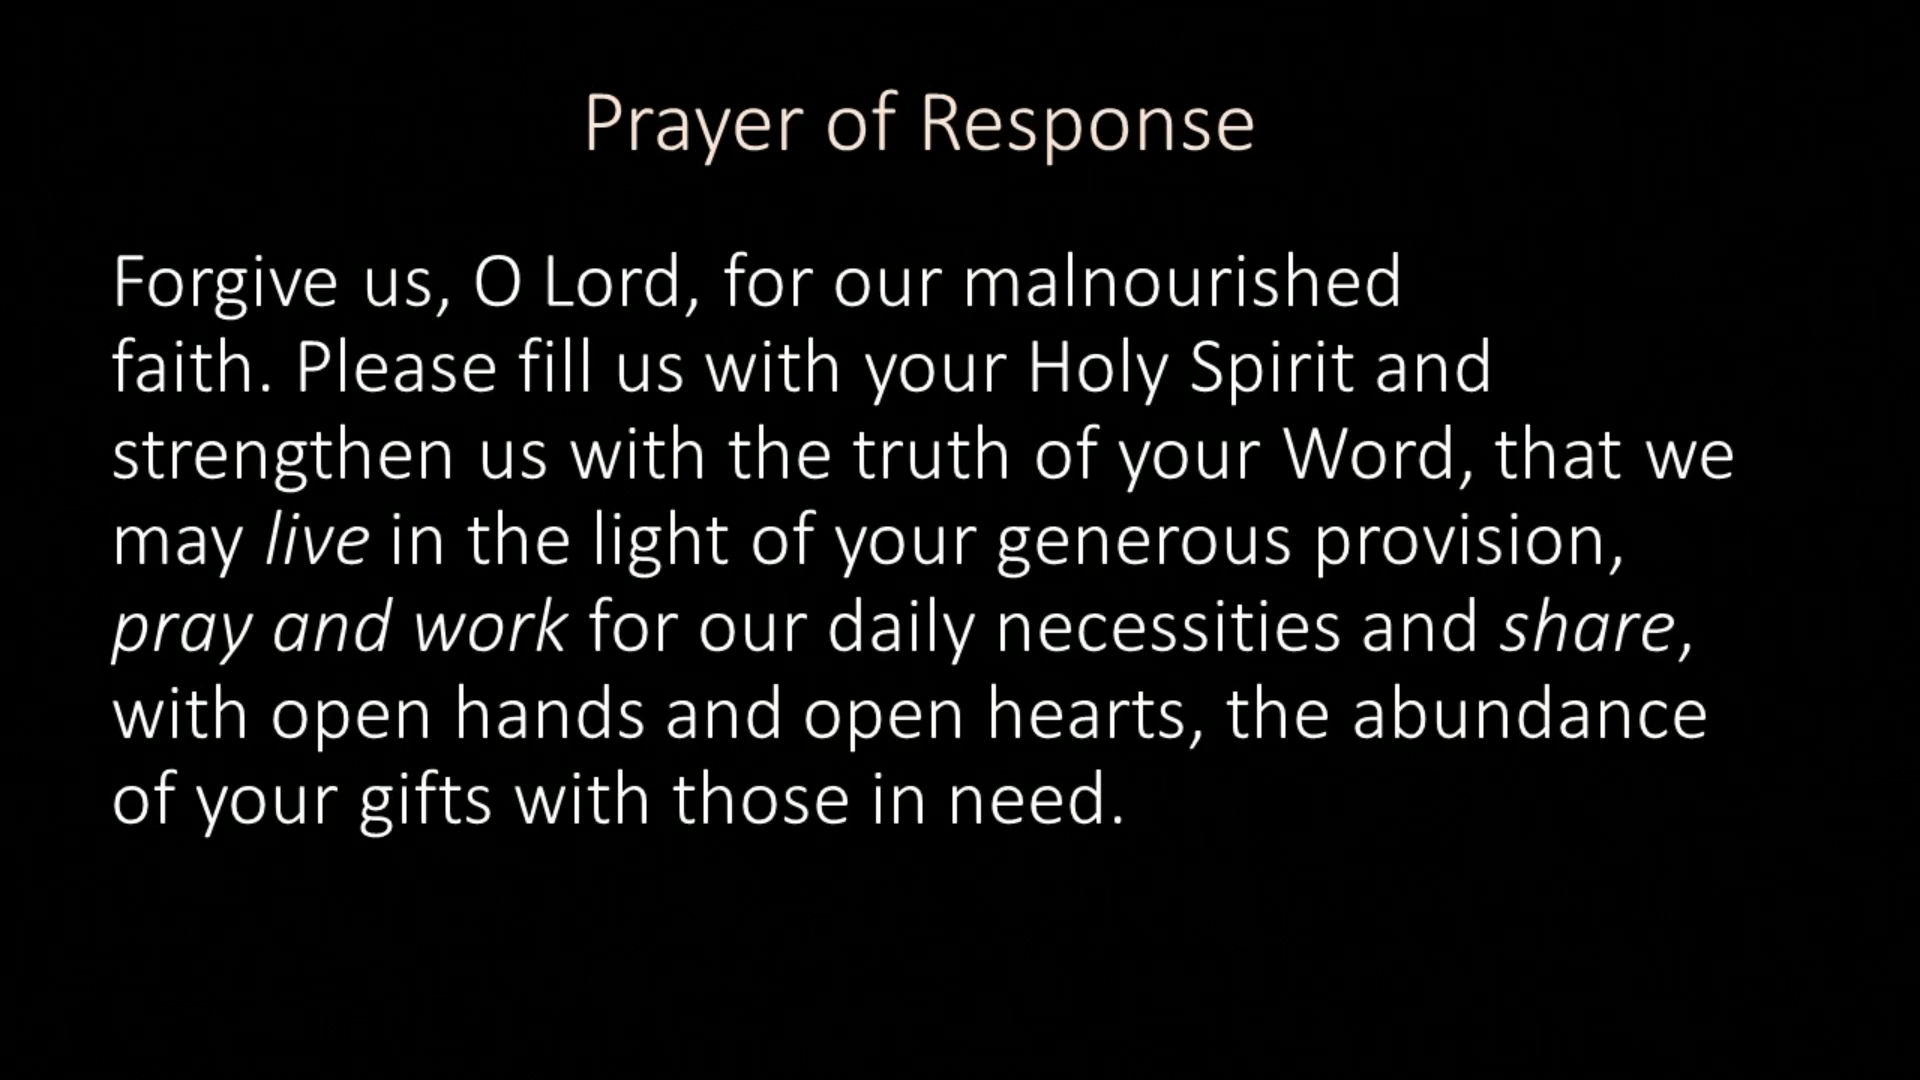 Prayer of Response
Forgive us, O Lord, for our malnourished
faith. Please fill us with your Holy Spirit and
strengthen us with the truth of your Word, that we
may live in the light of your generous provision,
pray and work for our daily necessities and share,
with open hands and open hearts, the abundance
of your gifts with those in need.